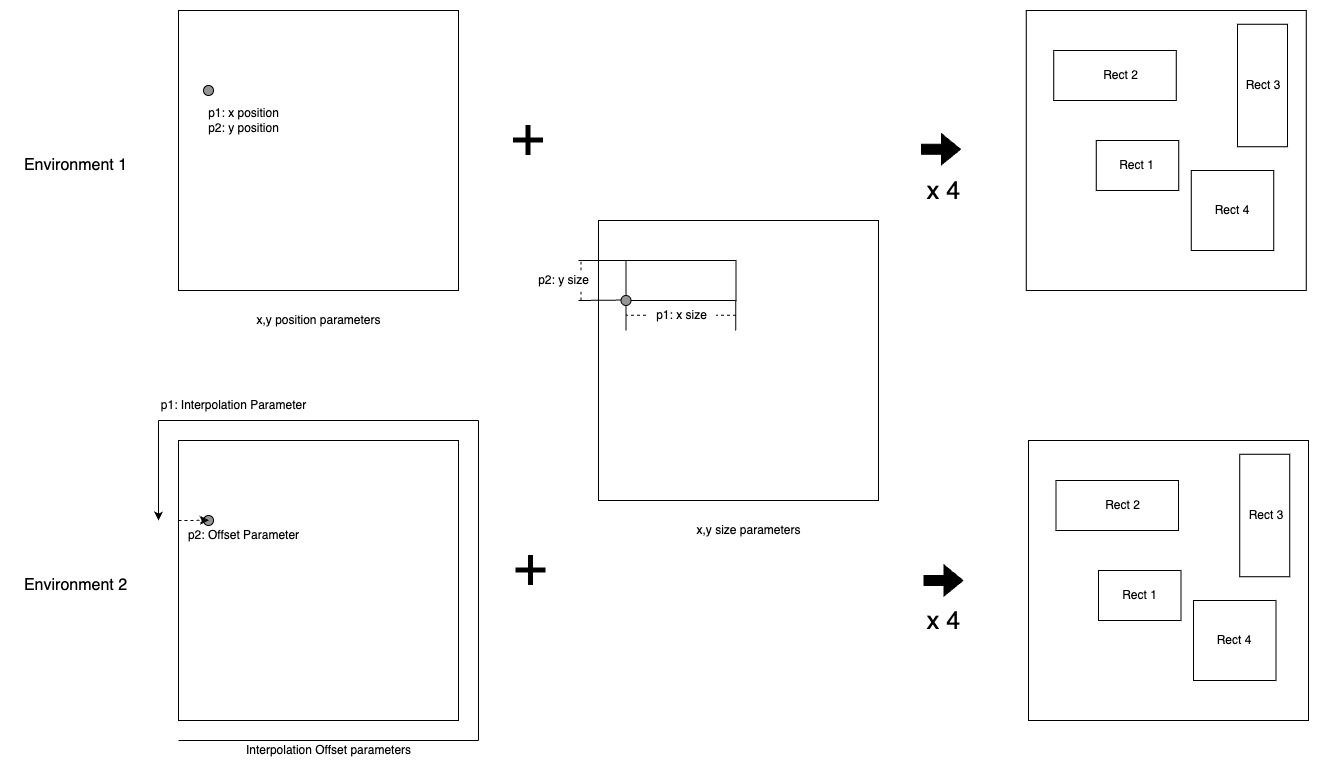 Environment 1
p1: x position
p2: y position
x,y position parameters
p2: y size
p1: x size
x,y size parameters
x 4
Rect 2
Rect 3
Rect 1
Rect 4
Environment 2
p1: Interpolation Parameter
p2: Offset Parameter
Interpolation Offset parameters
x 4
Rect 2
Rect 3
Rect 1
Rect 4